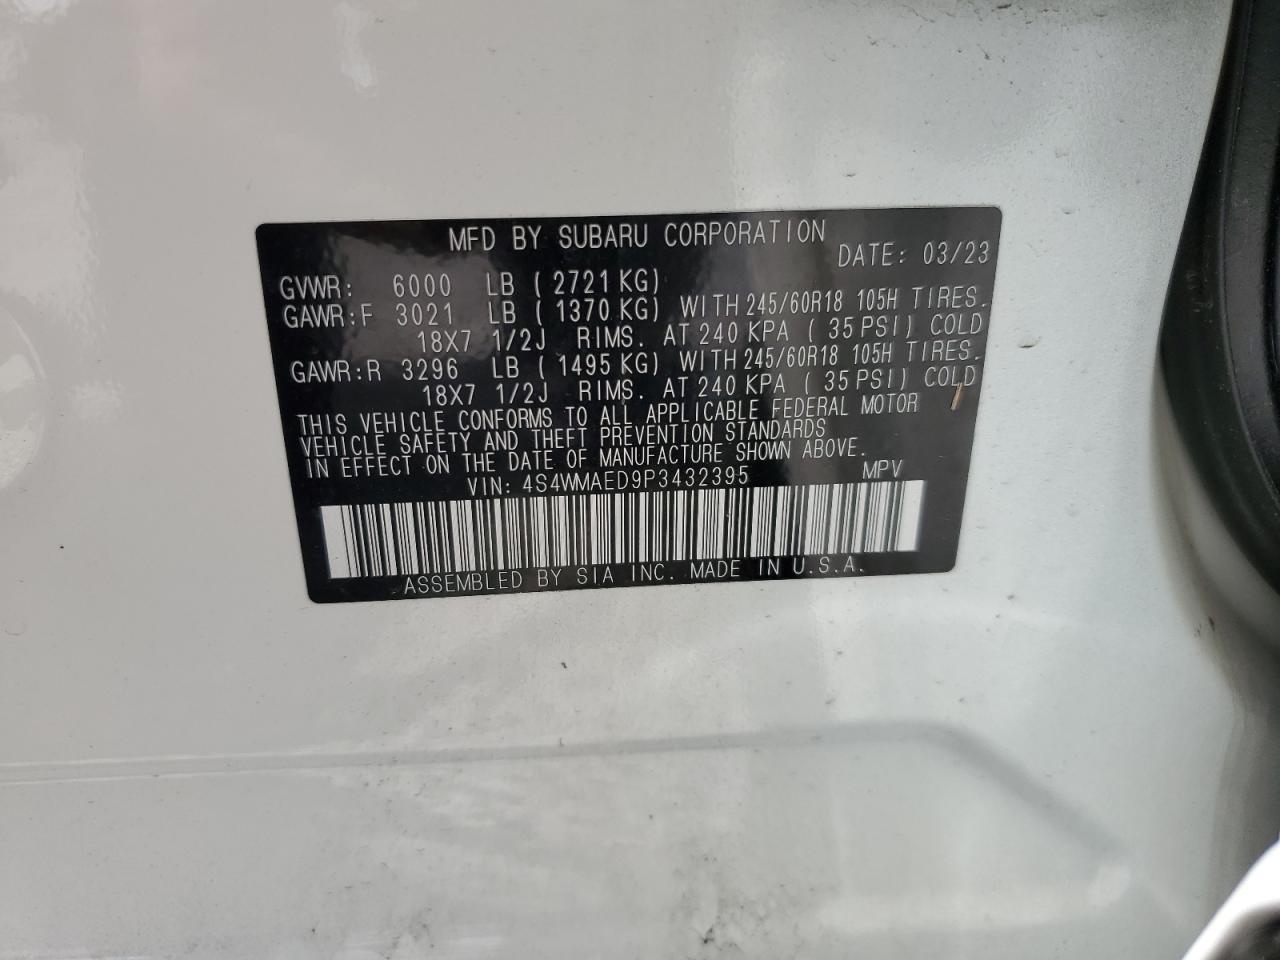 MFD BY SUBARU CORPORATION
DATE: 03/23
GVWR: 6000 LB ( 2721 KG)
GAWR:F 3021 LB ( 1370 KG) WITH 245/60R18 105H TIRES.
18X7 1/2J RIMS. AT 240 KPA ( 35 PSI) COLD
GAWR:R 3296 LB ( 1495 KG) WITH 245/60R18 105H TIRES.
18X7 1/2J RIMS. AT 240 KPA ( 35 PSI) COLD
THIS VEHICLE CONFORMS TO ALL APPLICABLE FEDERAL MOTOR
VEHICLE SAFETY AND THEFT PREVENTION STANDARDS
IN EFFECT ON THE DATE OF MANUFACTURE SHOWN ABOVE.
VIN: 4S4WMAED9P3432395 MPV
ASSEMBLED BY SIA INC. MADE IN U.S.A.